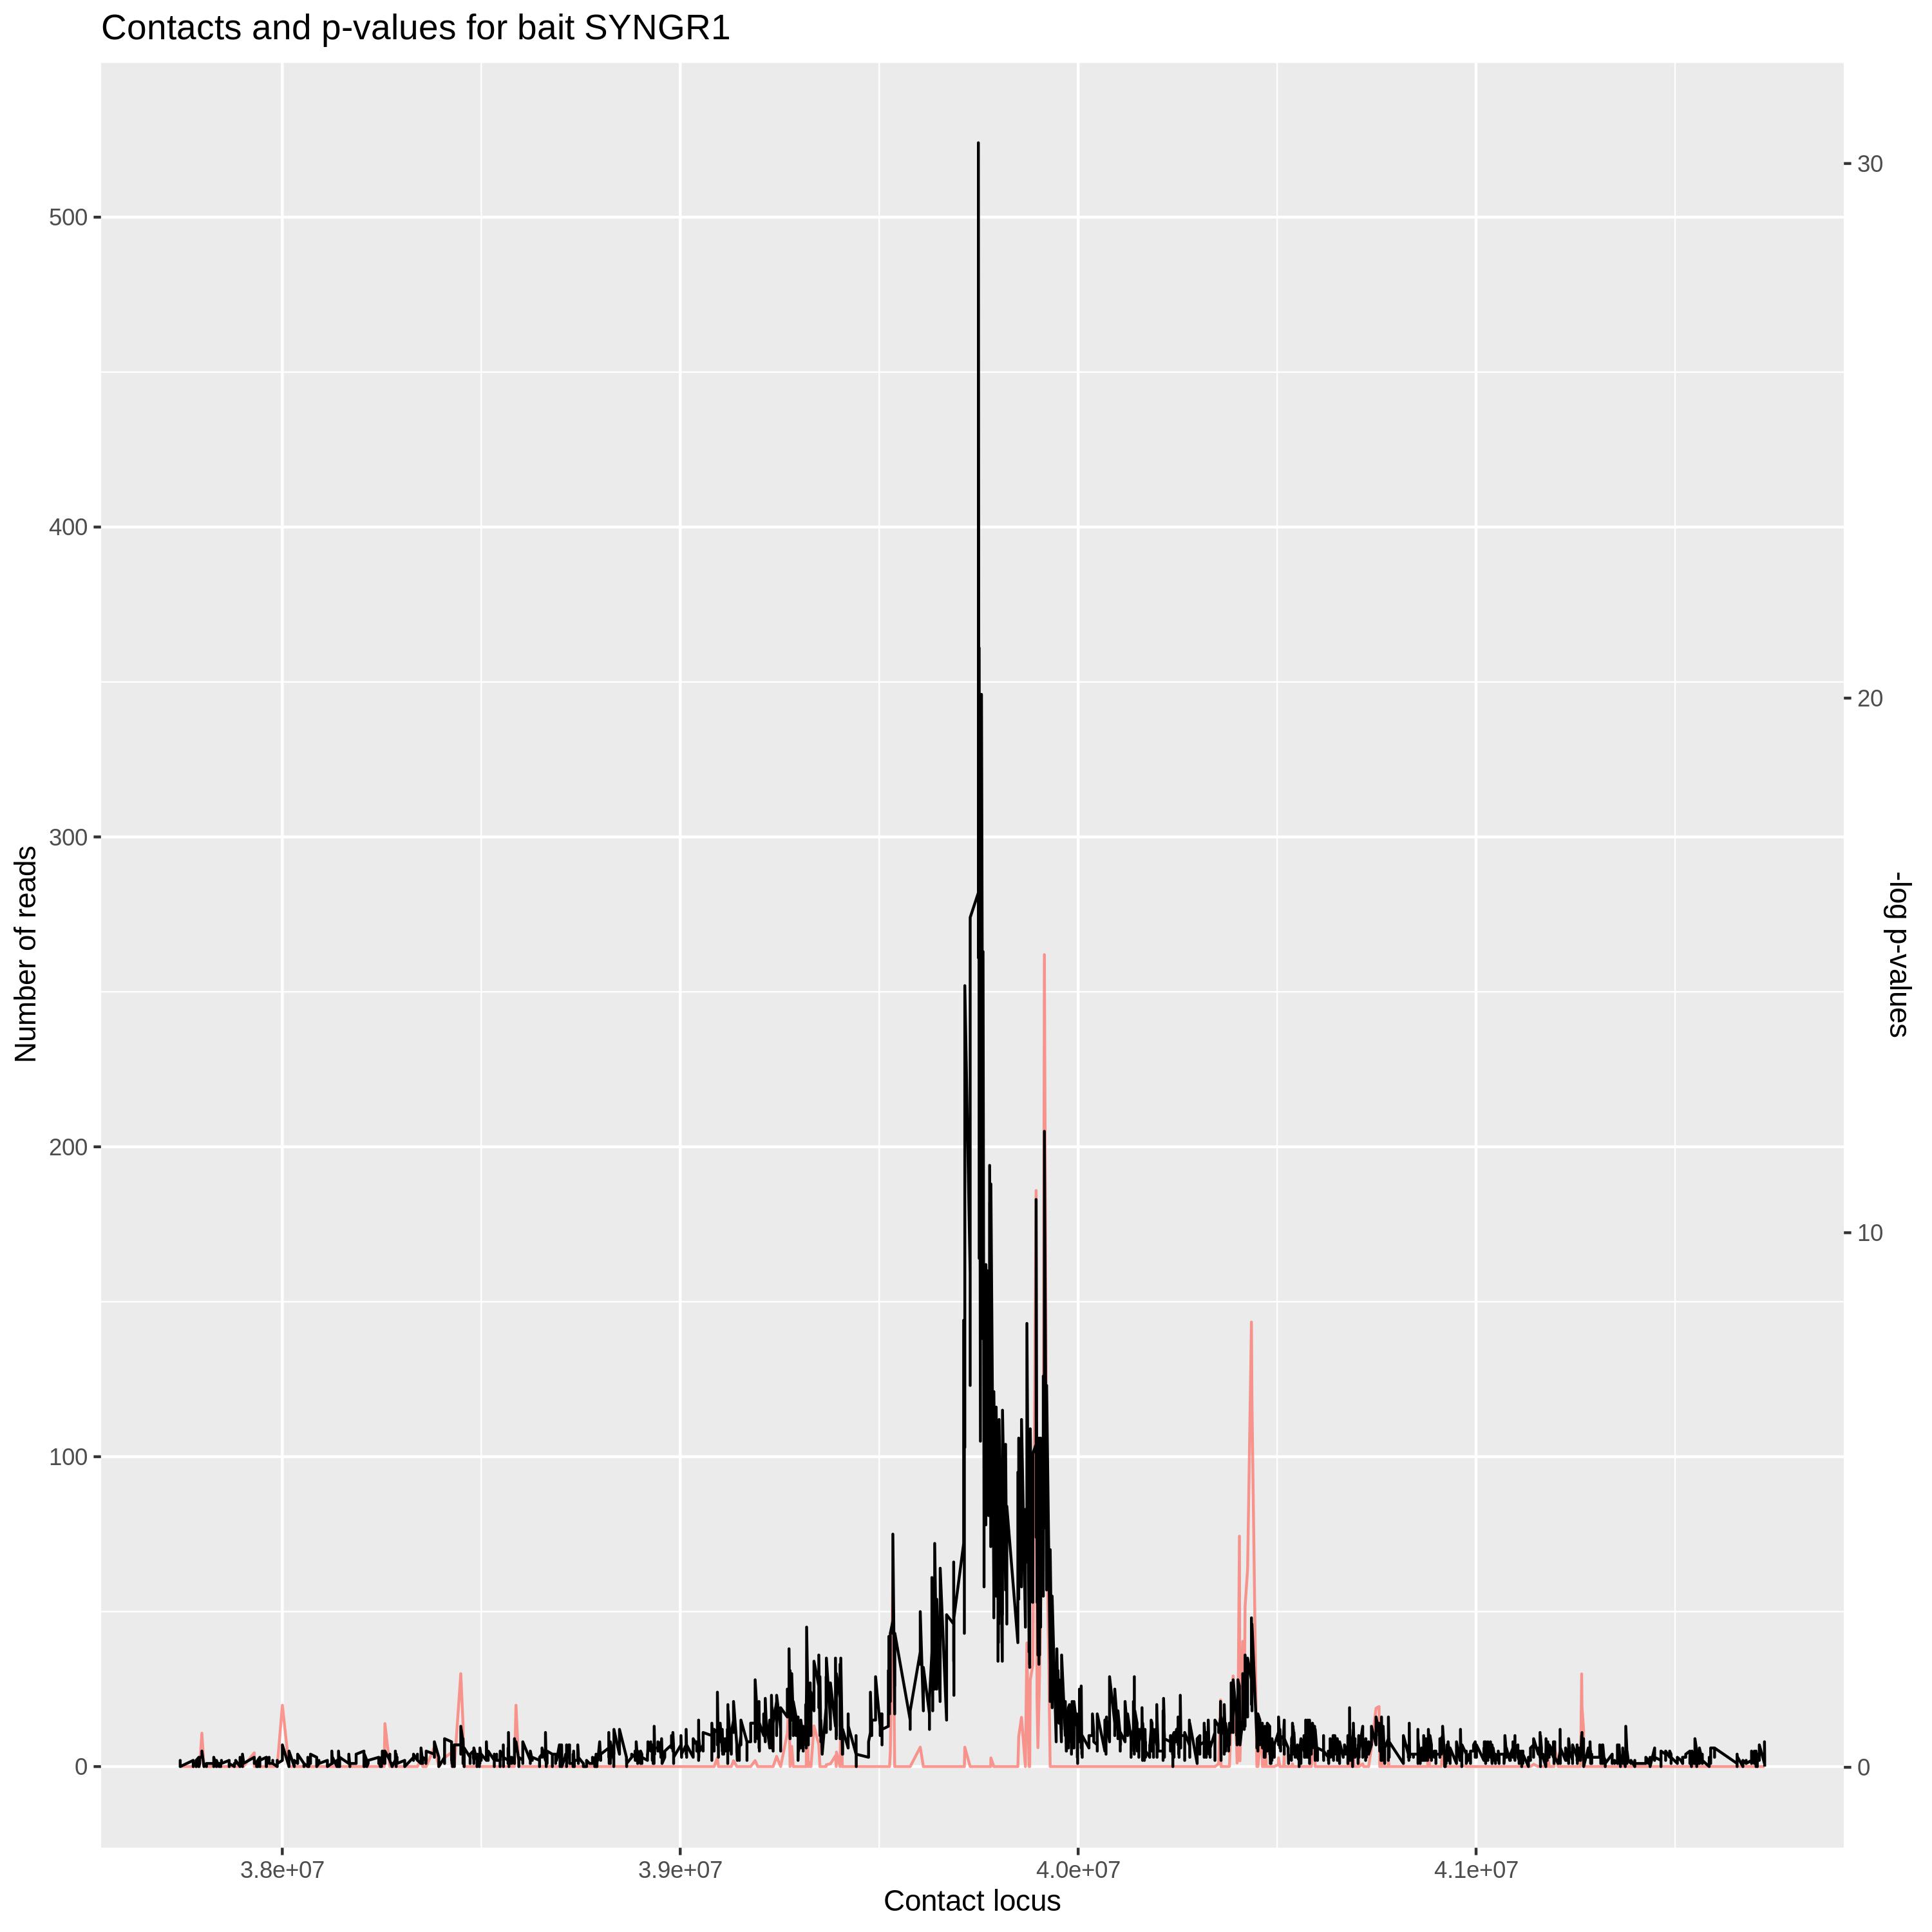 Contacts and p-values for bait SYNGR1
500
400
300
200
100
0
Number of reads
30
20
10
0
-log p-values
3.8e+07 3.9e+07 4.0e+07 4.1e+07
Contact locus